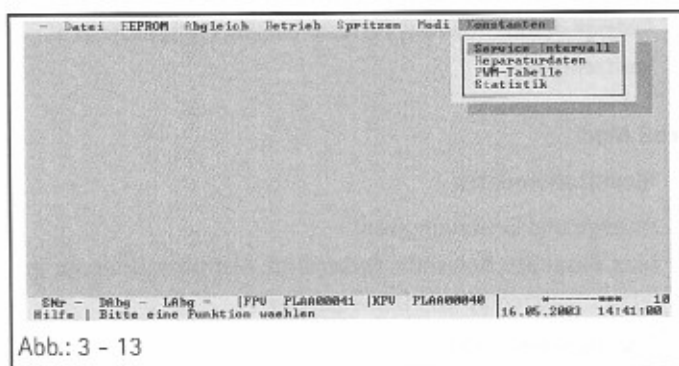 - Datei EEPROM Abgleich Betrieb Spritzen Modi Konstanten
Service Intervall
Reparaturdaten
PWM-Tabelle
Statistik
SNr - DAbg - LAbg - |FPV PLAA00041 |KPV PLAA00040 | *------*** 10
Hilfe | Bitte eine Funktion waehlen | 16.05.2003 14:41:00
Abb.: 3 - 13